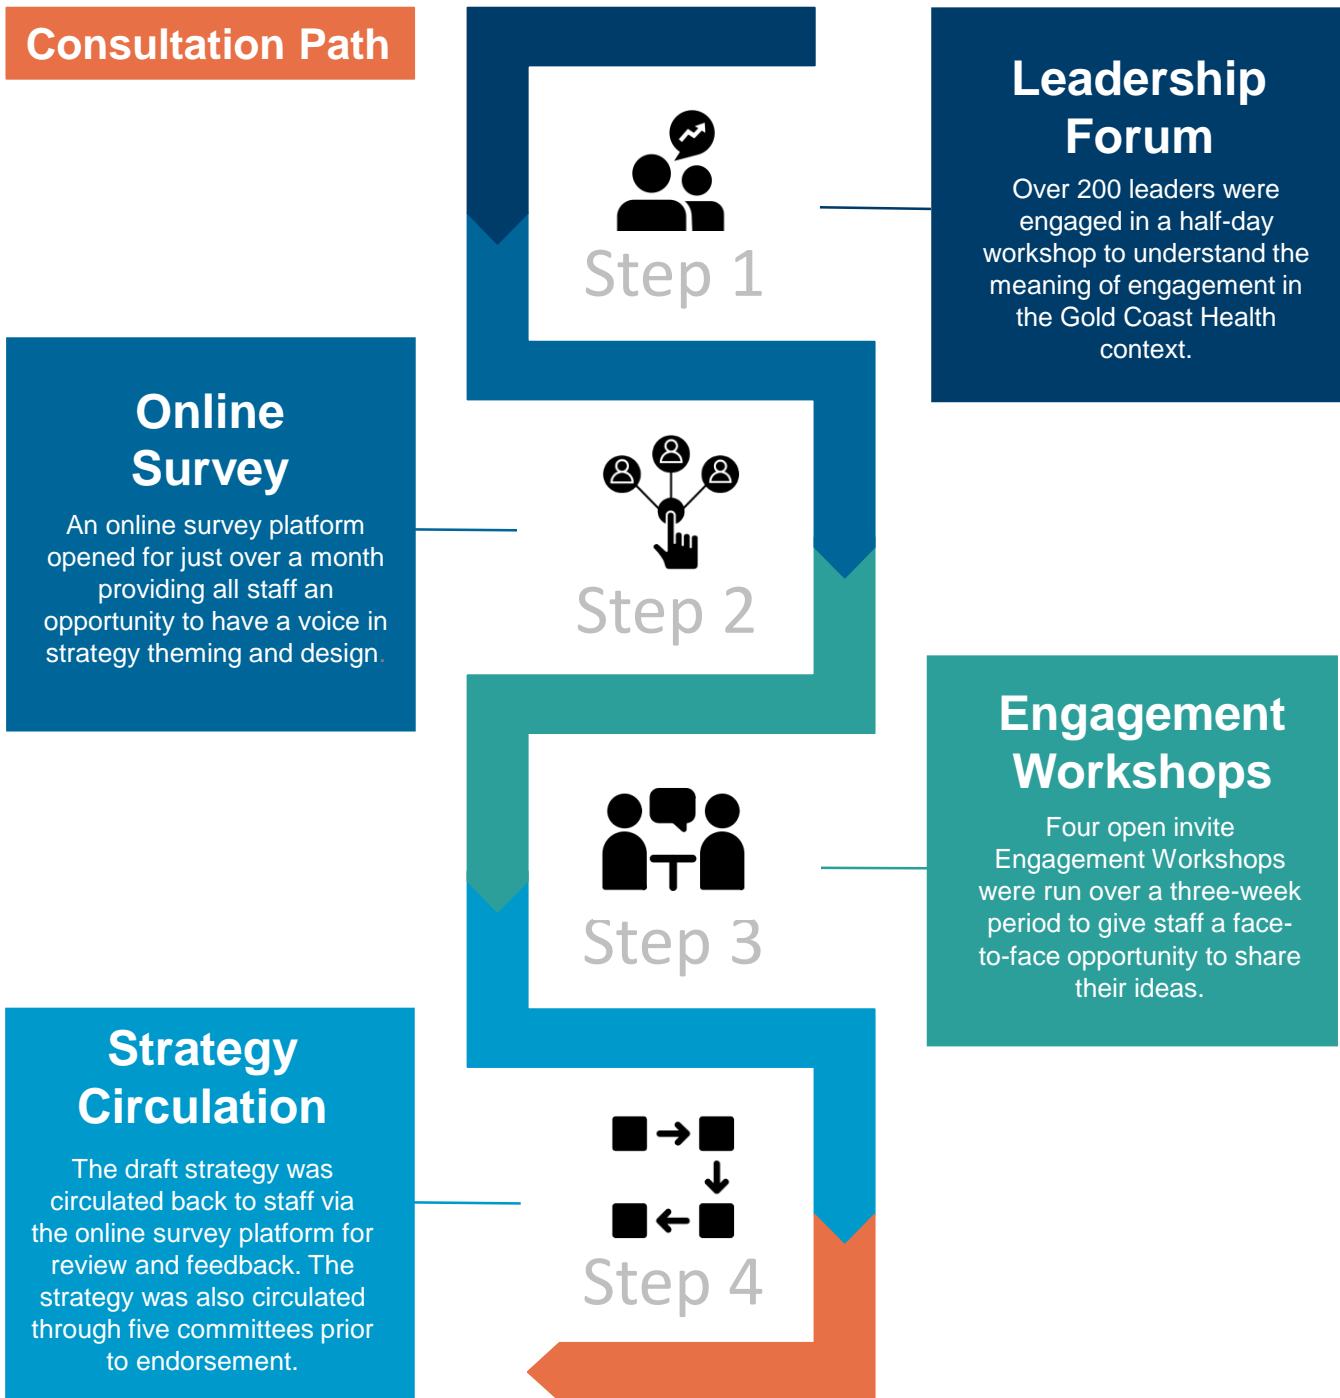 Consultation Path
Leadership
Forum
Over 200 leaders were
engaged in a half-day
workshop to understand the
meaning of engagement in
the Gold Coast Health
context.
Step 1
Online
Survey
An online survey platform
opened for just over a month
providing all staff an
opportunity to have a voice in
strategy theming and design.
Step 2
Engagement
Workshops
Four open invite
Engagement Workshops
were run over a three-week
period to give staff a face-
to-face opportunity to share
their ideas.
Step 3
Strategy
Circulation
The draft strategy was
circulated back to staff via
the online survey platform for
review and feedback. The
strategy was also circulated
through five committees prior
to endorsement.
Step 4